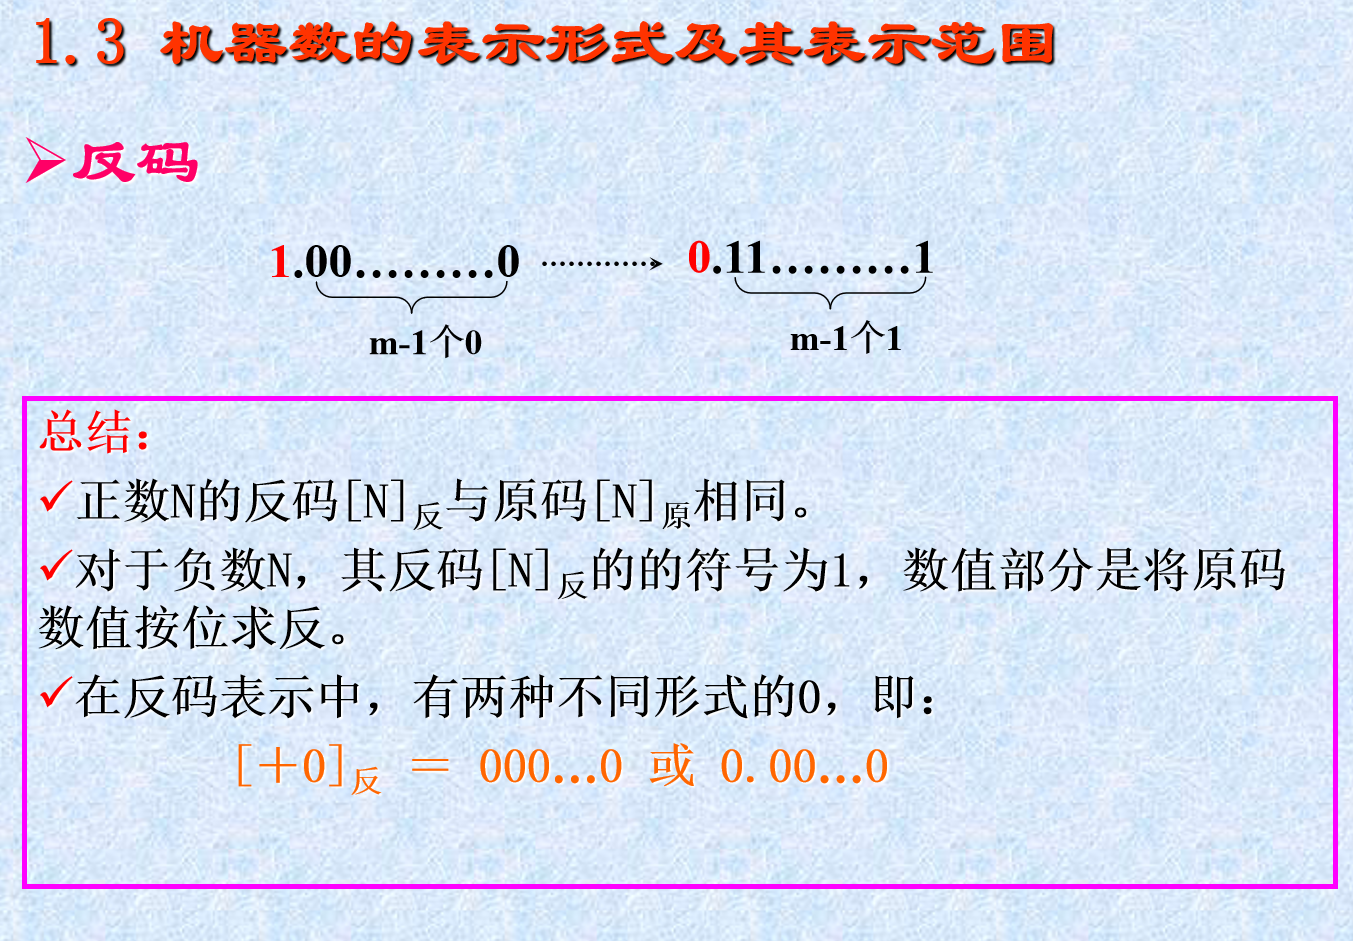 1.3 机器数的表示形式及其表示范围
➢反码
1.00………0 …………> 0.11………1
m-1个0 m-1个1
总结：
✓正数N的反码[N]反与原码[N]原相同。
✓对于负数N，其反码[N]反的的符号为1，数值部分是将原码
数值按位求反。
✓在反码表示中，有两种不同形式的0，即：
[＋0]反 ＝ 000…0 或 0.00…0